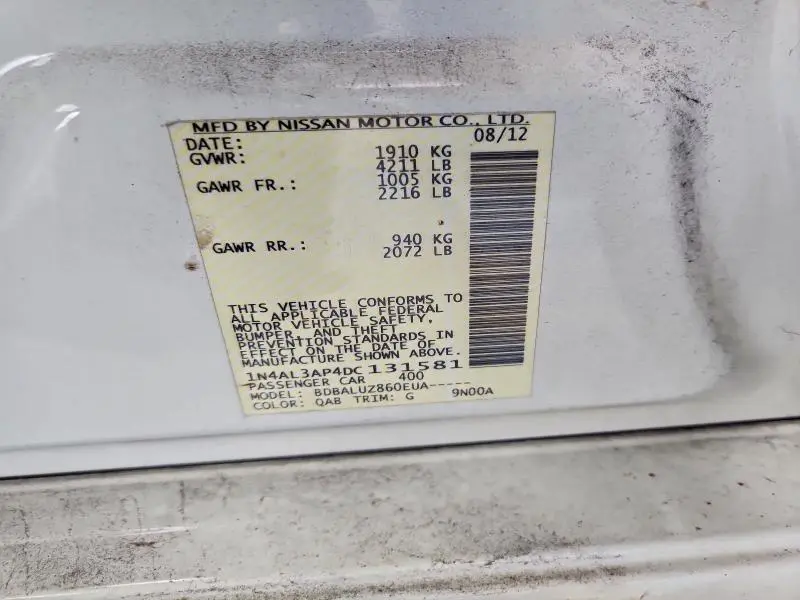 MFD BY NISSAN MOTOR CO., LTD.
DATE: 08/12
GVWR: 1910 KG
4211 LB
GAWR FR.: 1005 KG
2216 LB
GAWR RR.: 940 KG
2072 LB
THIS VEHICLE CONFORMS TO
ALL APPLICABLE FEDERAL
MOTOR VEHICLE SAFETY,
BUMPER, AND THEFT
PREVENTION STANDARDS IN
EFFECT ON THE DATE OF
MANUFACTURE SHOWN ABOVE.
1N4AL3AP4DC131581
PASSENGER CAR 400
MODEL: BDBALUZ860EUA-----
COLOR: QAB TRIM: G 9N00A